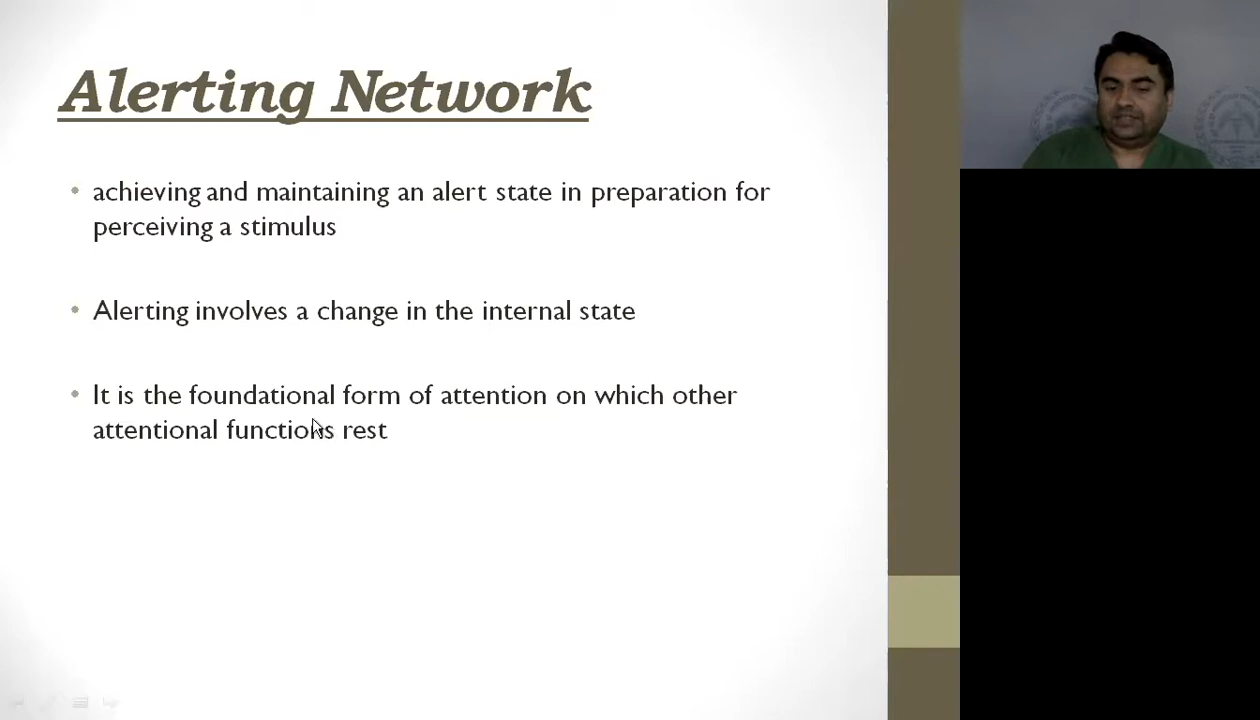 Alerting Network
• achieving and maintaining an alert state in preparation for
perceiving a stimulus
• Alerting involves a change in the internal state
• It is the foundational form of attention on which other
attentional functions rest